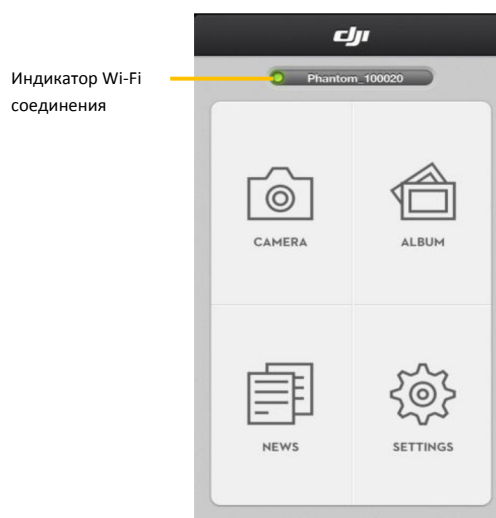 dji
Индикатор Wi-Fi
соединения
Phantom_100020
CAMERA
ALBUM
NEWS
SETTINGS